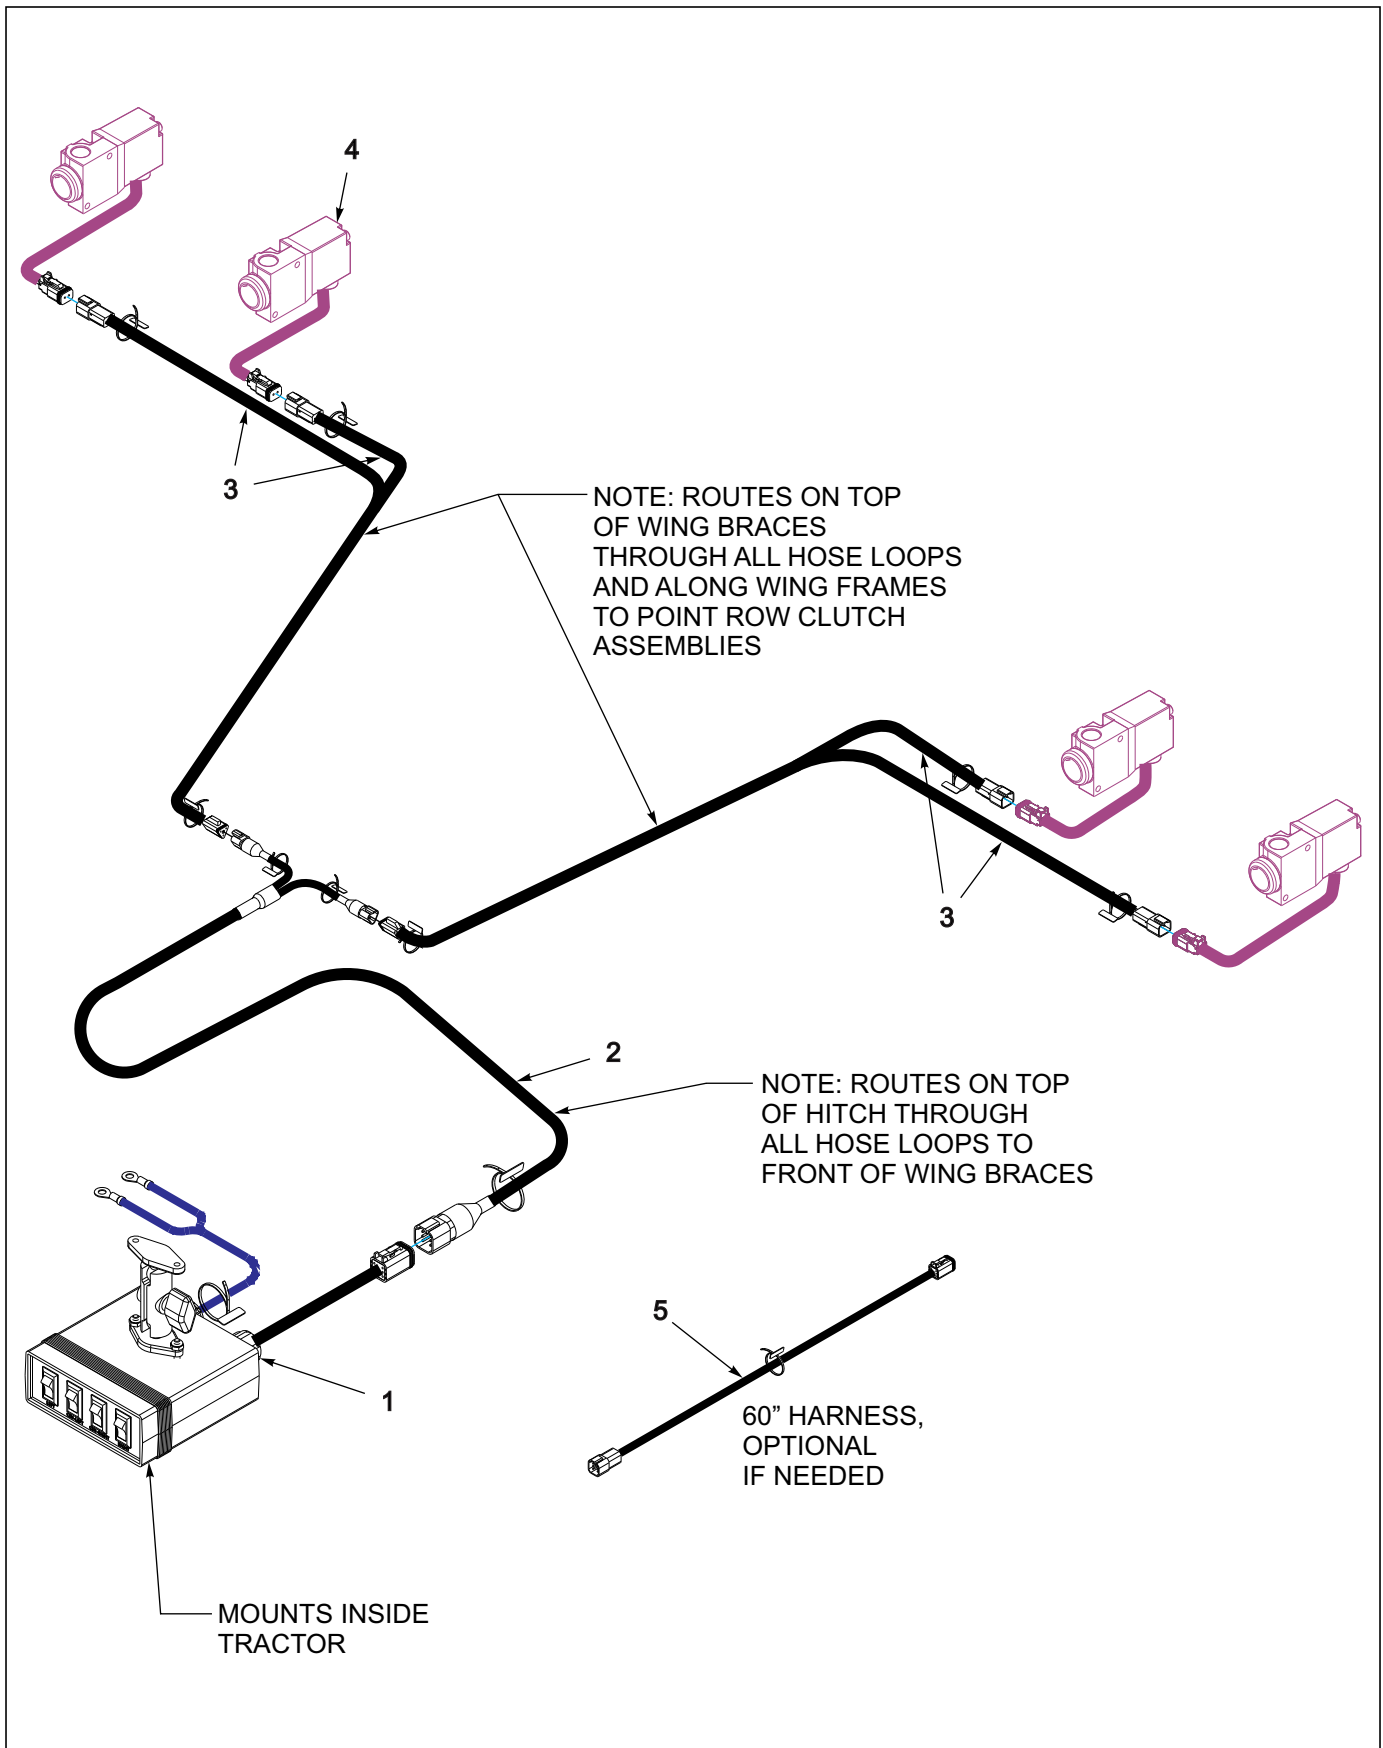 4
3
NOTE: ROUTES ON TOP
OF WING BRACES
THROUGH ALL HOSE LOOPS
AND ALONG WING FRAMES
TO POINT ROW CLUTCH
ASSEMBLIES
3
2
NOTE: ROUTES ON TOP
OF HITCH THROUGH
ALL HOSE LOOPS TO
FRONT OF WING BRACES
5
1
60” HARNESS,
OPTIONAL
IF NEEDED
MOUNTS INSIDE
TRACTOR